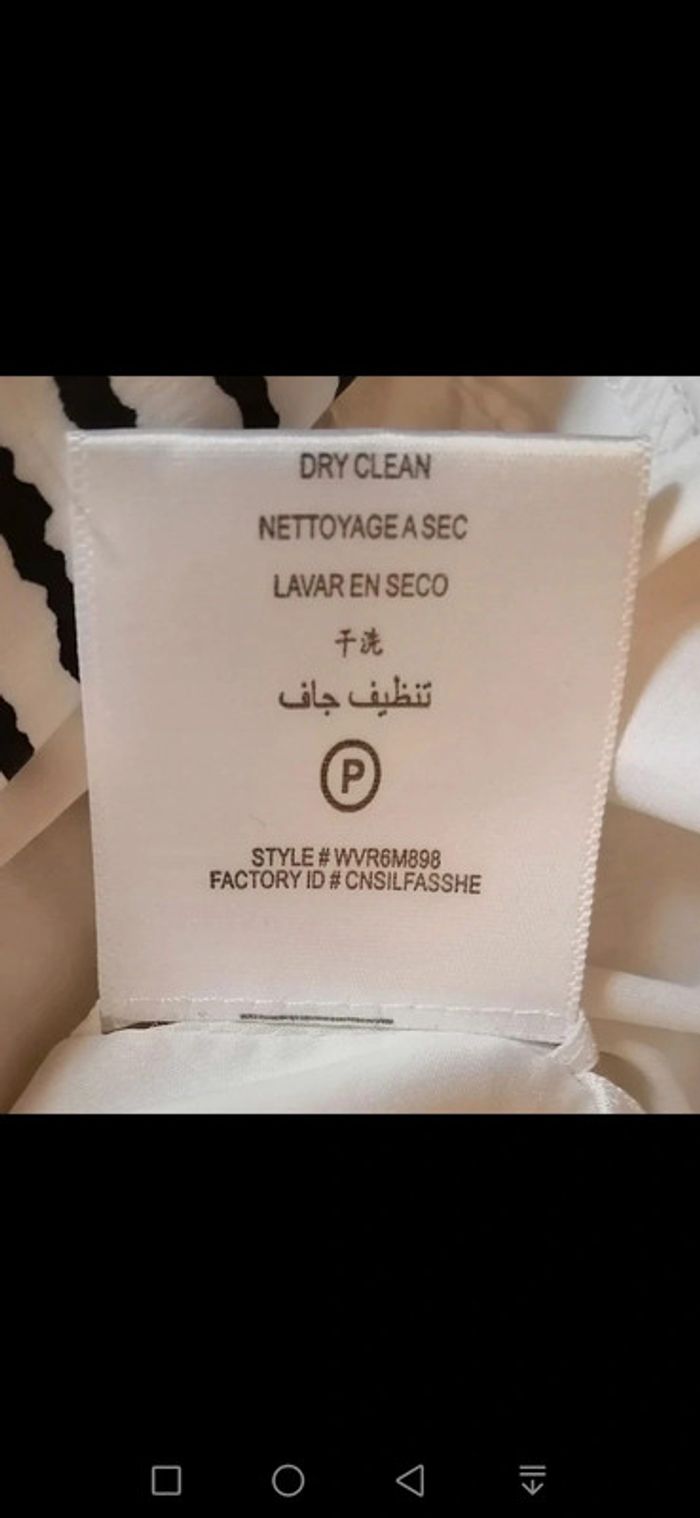 DRY CLEAN
NETTOYAGE A SEC
LAVAR EN SECO
干洗
تنظيف جاف
P
STYLE # WVR6M898
FACTORY ID # CNSILFASSHE